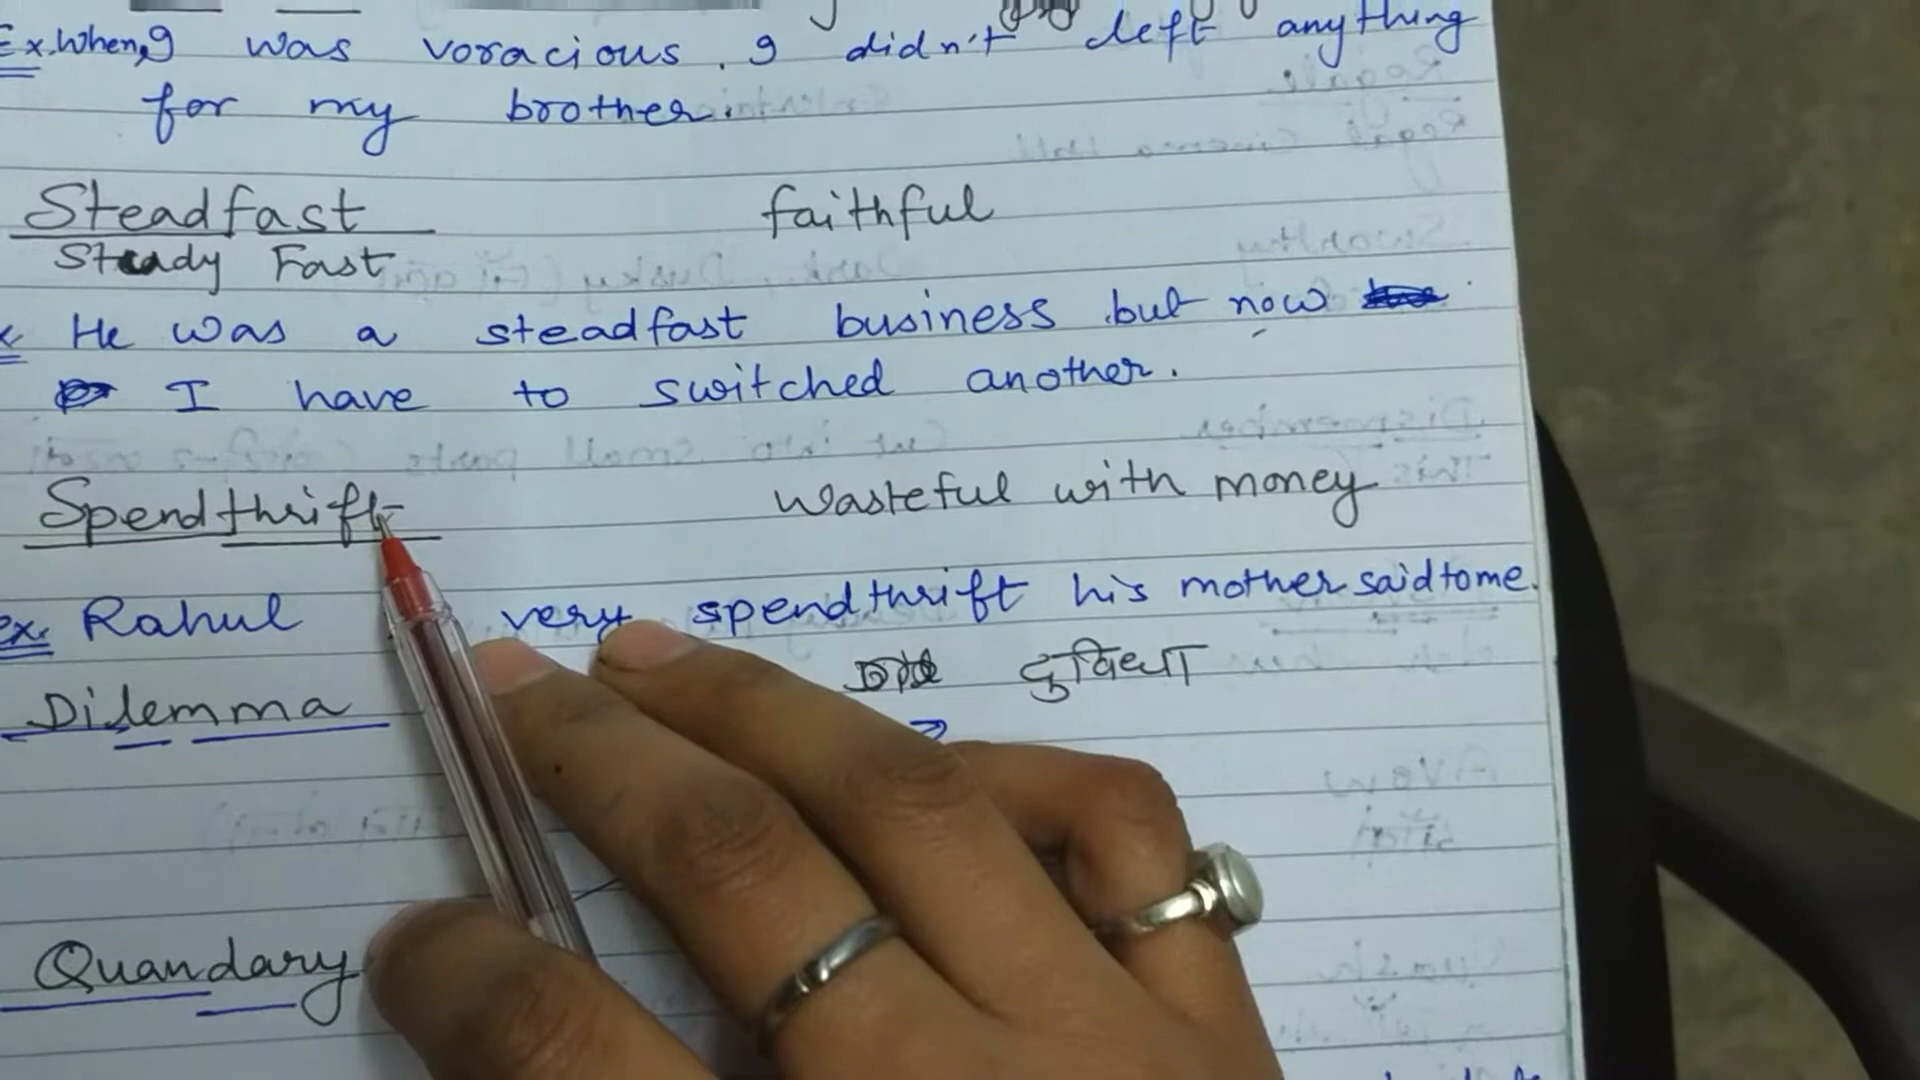 Ex. When, I was voracious. I didn't left anything
for my brother.
Steadfast faithful
Steady Fast
He was a steadfast business but now
I have to switched another.
Spendthrift Wasteful with money
Ex. Rahul very spendthrift his mother said to me.
Dilemma दुविधा
Quandary